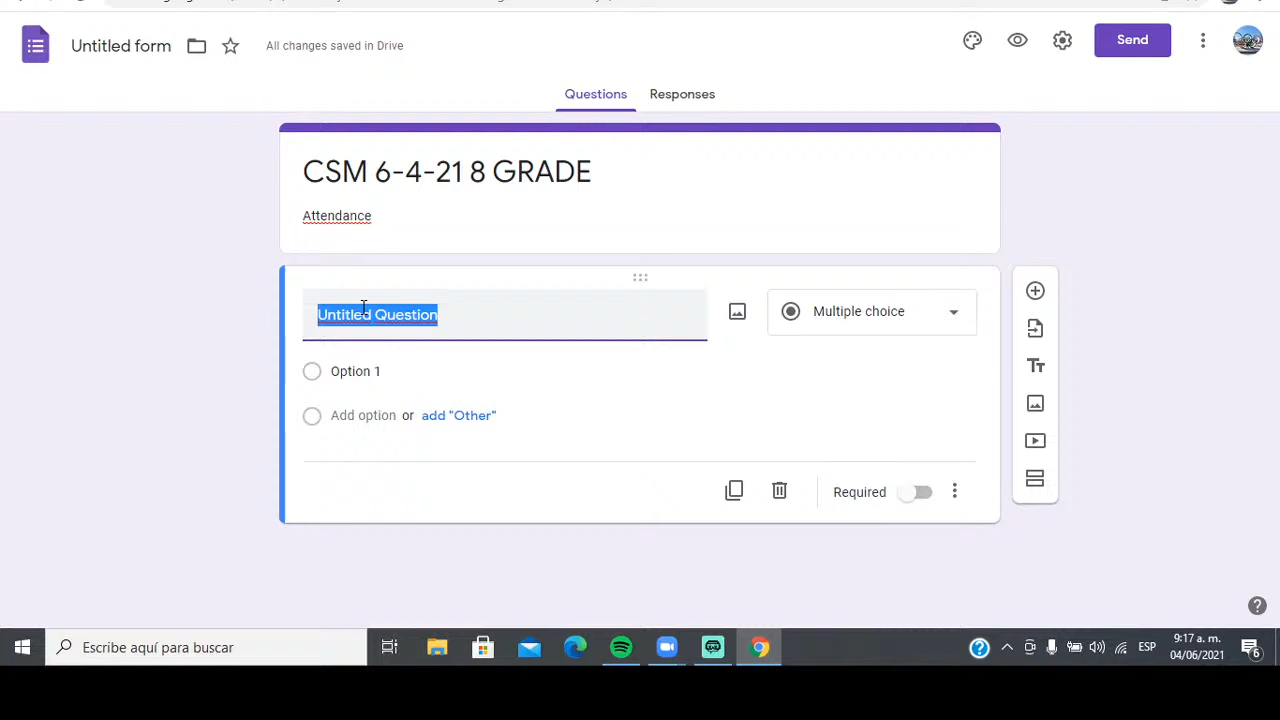 Untitled form
All changes saved in Drive
Send
Questions
Responses
CSM 6-4-21 8 GRADE
Attendance
Untitled Question
Multiple choice
Option 1
Add option or add "Other"
Required
Escribe aquí para buscar
ESP
9:17 a. m.
04/06/2021
6